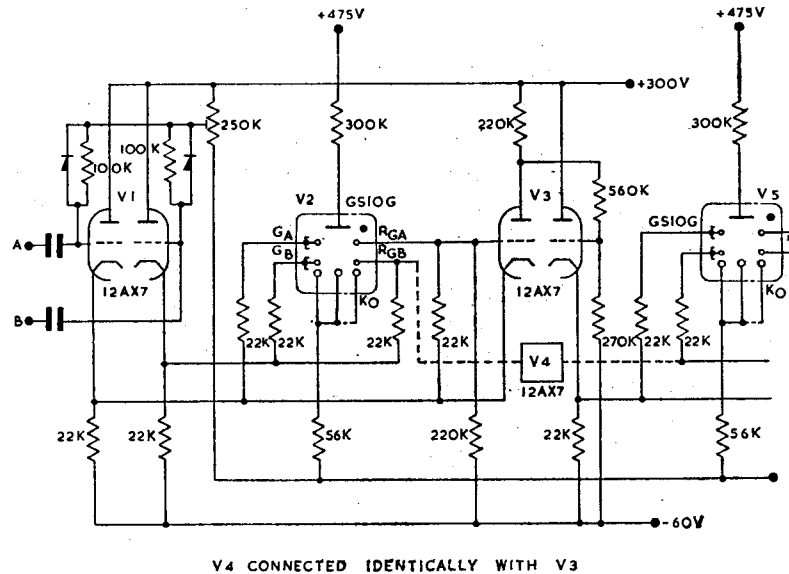 +475V
+475V
+300V
250K
300K
220K
300K
100K
100K
560K
V1
V2
GS10G
V3
V5
GS10G
A
GA
RGA
GB
RGB
12AX7
12AX7
KO
KO
B
22K
22K
22K
22K
270K
22K
22K
V4
12AX7
22K
22K
56K
220K
22K
56K
-60V
V4 CONNECTED IDENTICALLY WITH V3